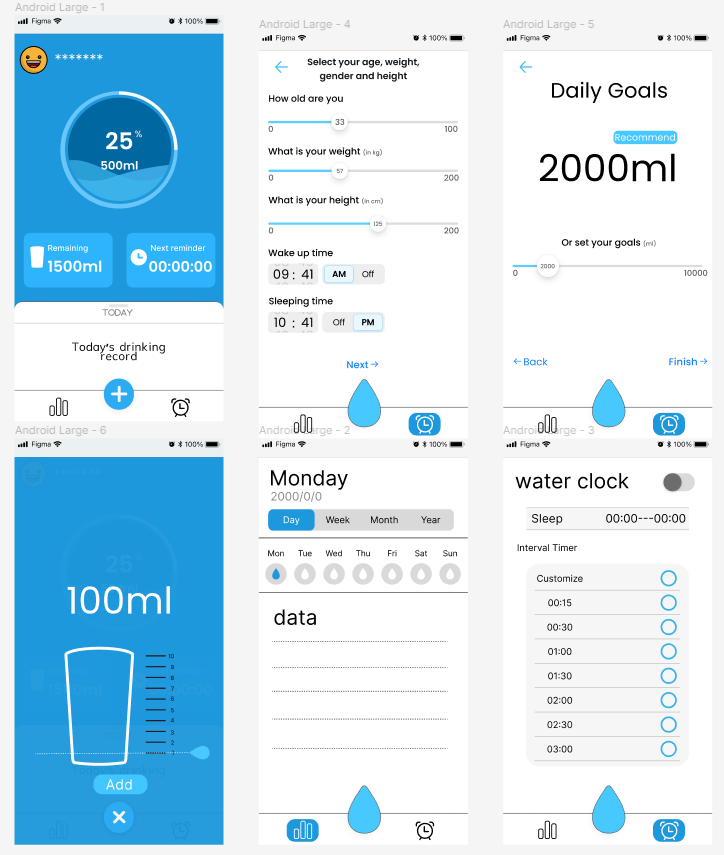 Android Large - 1
Figma 100%
*******
25 %
500ml
Remaining
1500ml
Next reminder
00:00:00
TODAY
Today's drinking
record
Android Large - 4
Figma 100%
Select your age, weight,
gender and height
How old are you
33
0 100
What is your weight (in kg)
57
0 200
What is your height (in cm)
125
0 200
Wake up time
09 : 41 AM Off
Sleeping time
10 : 41 Off PM
Next →
Android Large - 5
Figma 100%
Daily Goals
Recommend
2000ml
Or set your goals (ml)
2000
0 10000
← Back Finish →
Android Large - 6
Figma 100%
25 %
100ml
1500ml 00:00:00
10
9
8
7
6
5
4
3
2
1
Today's drinking
Add
Android Large - 2
Figma 100%
Monday
2000/0/0
Day Week Month Year
Mon Tue Wed Thu Fri Sat Sun
data
Android Large - 3
Figma 100%
water clock
Sleep 00:00---00:00
Interval Timer
Customize
00:15
00:30
01:00
01:30
02:00
02:30
03:00